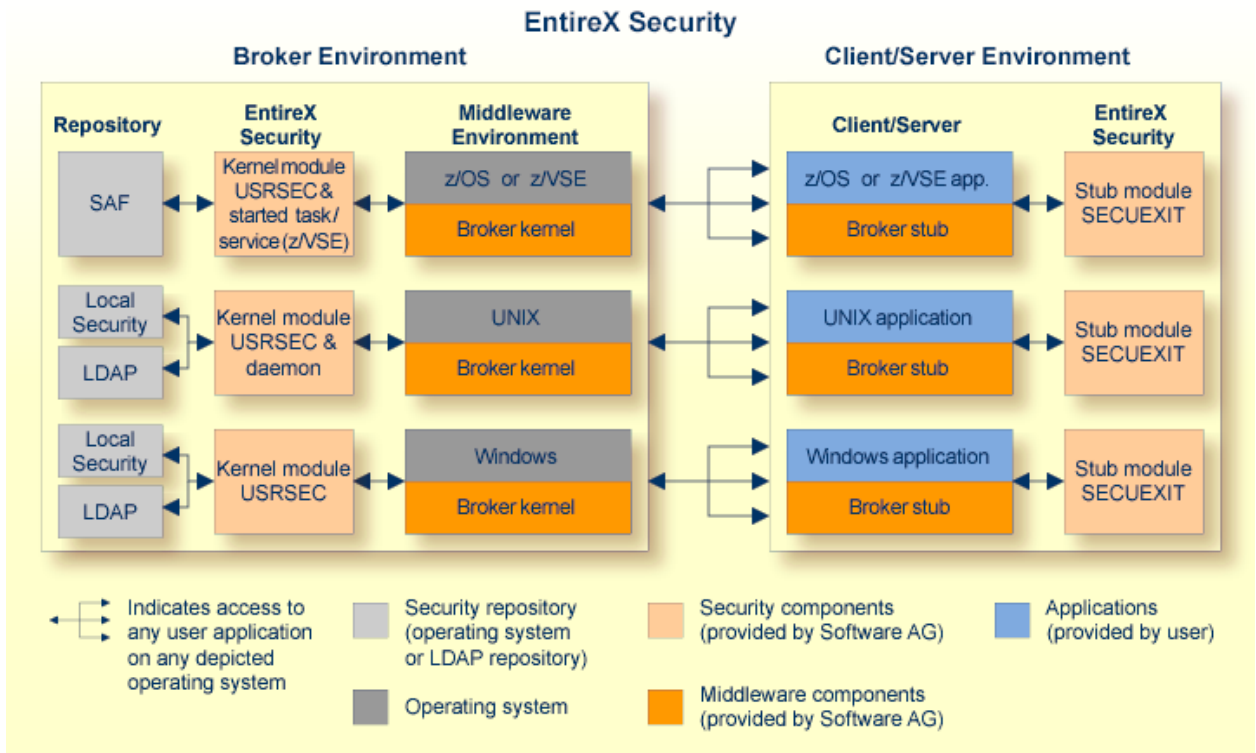 EntireX Security
Broker Environment
Client/Server Environment
Repository
EntireX
Security
Middleware
Environment
Client/Server
EntireX
Security
SAF
Kernel module
USRSEC &
started task/
service (z/VSE)
z/OS or z/VSE
Broker kernel
z/OS or z/VSE app.
Broker stub
Stub module
SECUEXIT
Local
Security
LDAP
Kernel module
USRSEC &
daemon
UNIX
Broker kernel
UNIX application
Broker stub
Stub module
SECUEXIT
Local
Security
LDAP
Kernel module
USRSEC
Windows
Broker kernel
Windows application
Broker stub
Stub module
SECUEXIT
Indicates access to
any user application
on any depicted
operating system
Security repository
(operating system
or LDAP repository)
Operating system
Security components
(provided by Software AG)
Middleware components
(provided by Software AG)
Applications
(provided by user)